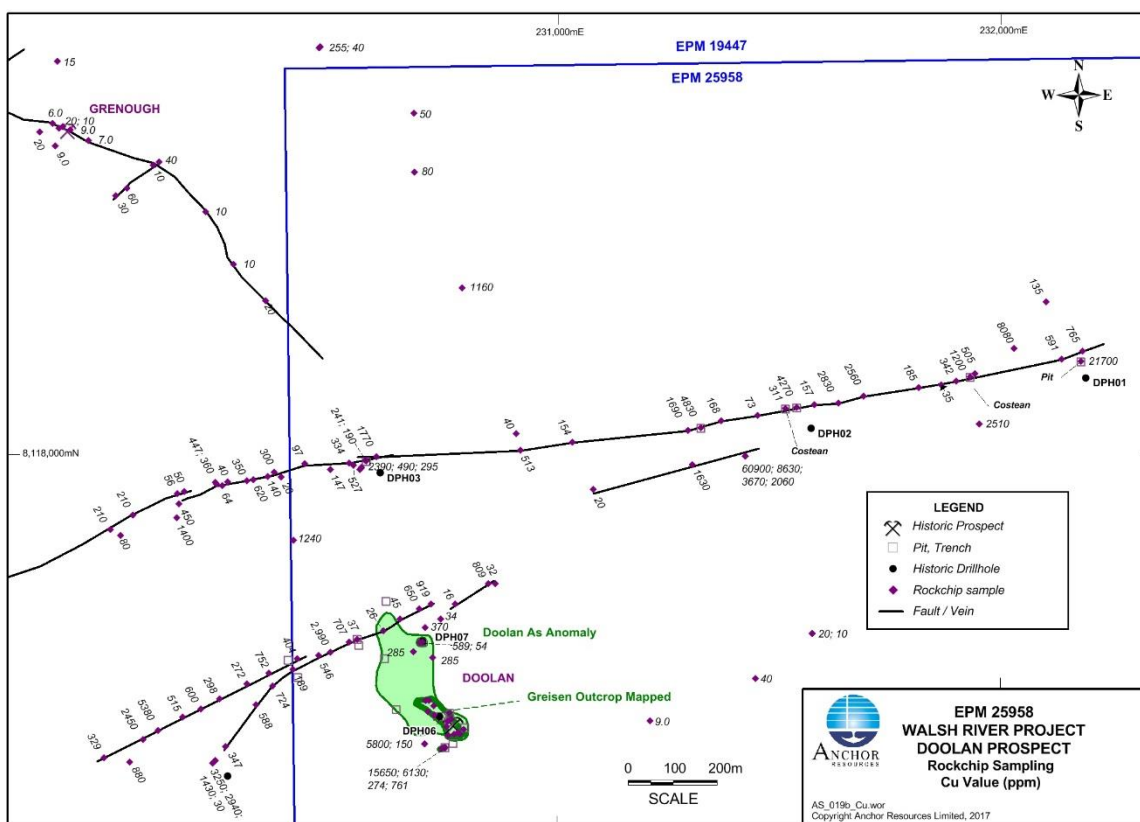 231,000mE
232,000mE
EPM 19447
EPM 25958
255; 40
15
GRENOUGH
6.0
20; 10
9.0
7.0
20
9.0
40
10
60
30
10
10
20
50
80
1160
N
W
E
S
135
8080
765
591
21700
Pit
DPH01
505
1200
342
35
185
Costean
2510
2560
2830
157
4270
311
Costean
DPH02
73
168
4830
1690
154
40
513
60900; 8630;
3670; 2060
1630
20
8,118,000mN
1770
241; 190
334
2390; 490; 295
527
DPH03
147
97
300
20
140
620
350
40
64
447; 360
50
56
450
1400
210
210
80
1240
32
809
16
34
919
650
45
370
26
DPH07
589; 54
Doolan As Anomaly
285
285
37
707
DOOLAN
Greisen Outcrop Mapped
2,990
546
404
752
724
272
588
298
600
515
5380
2450
329
880
347
3250; 2940;
1430; 30
DPH06
5800; 150
15650; 6130;
274; 761
20; 10
40
9.0
0 100 200m
SCALE
LEGEND
Historic Prospect
Pit, Trench
Historic Drillhole
Rockchip sample
Fault / Vein
ANCHOR
RESOURCES
EPM 25958
WALSH RIVER PROJECT
DOOLAN PROSPECT
Rockchip Sampling
Cu Value (ppm)
AS_019b_Cu.wor
Copyright Anchor Resources Limited, 2017